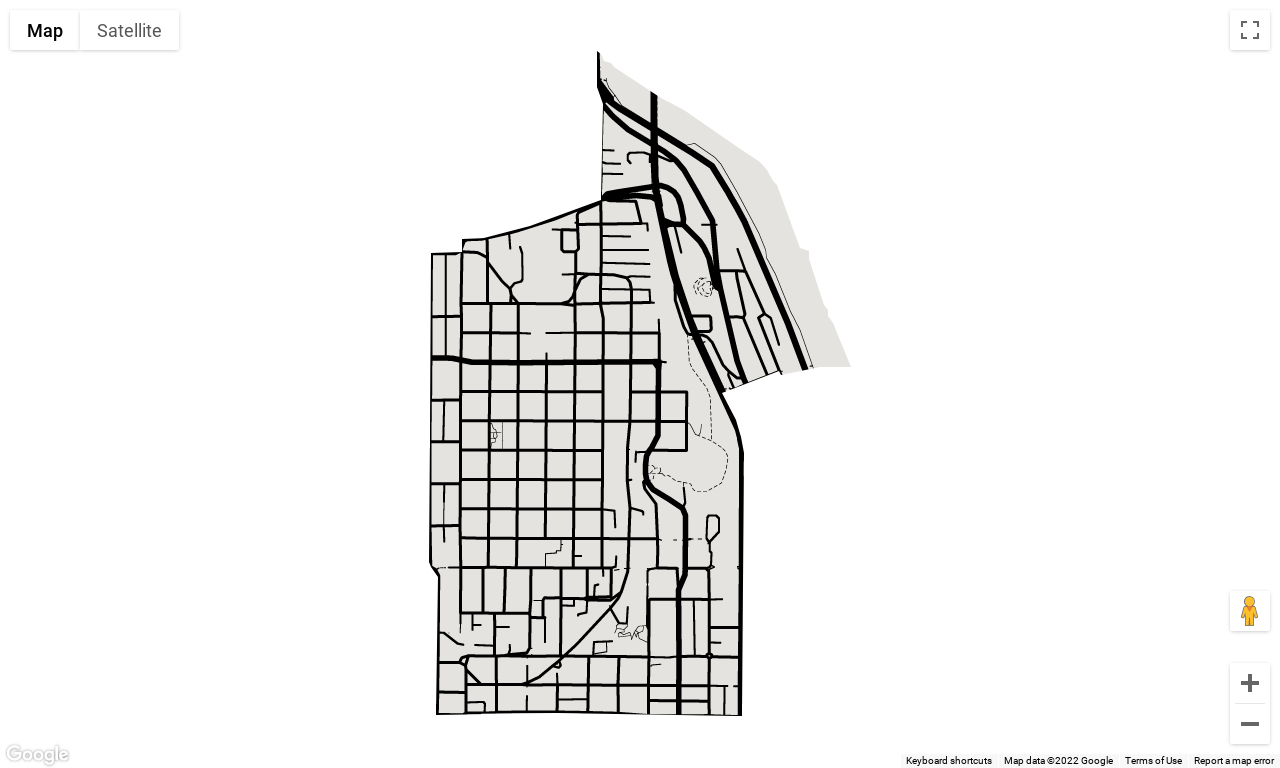 Map Satellite
Google
Keyboard shortcuts Map data ©2022 Google Terms of Use Report a map error